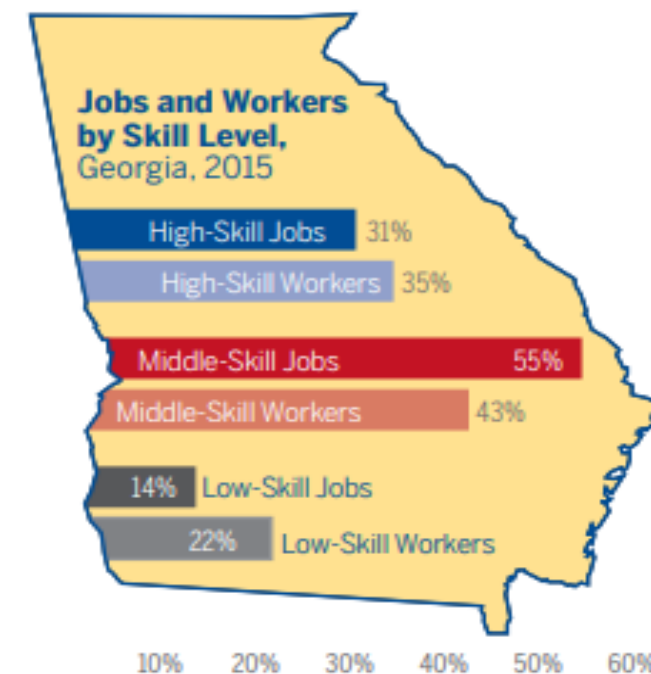 Jobs and Workers
by Skill Level,
Georgia, 2015
High-Skill Jobs 31%
High-Skill Workers 35%
Middle-Skill Jobs 55%
Middle-Skill Workers 43%
14% Low-Skill Jobs
22% Low-Skill Workers
10% 20% 30% 40% 50% 60%